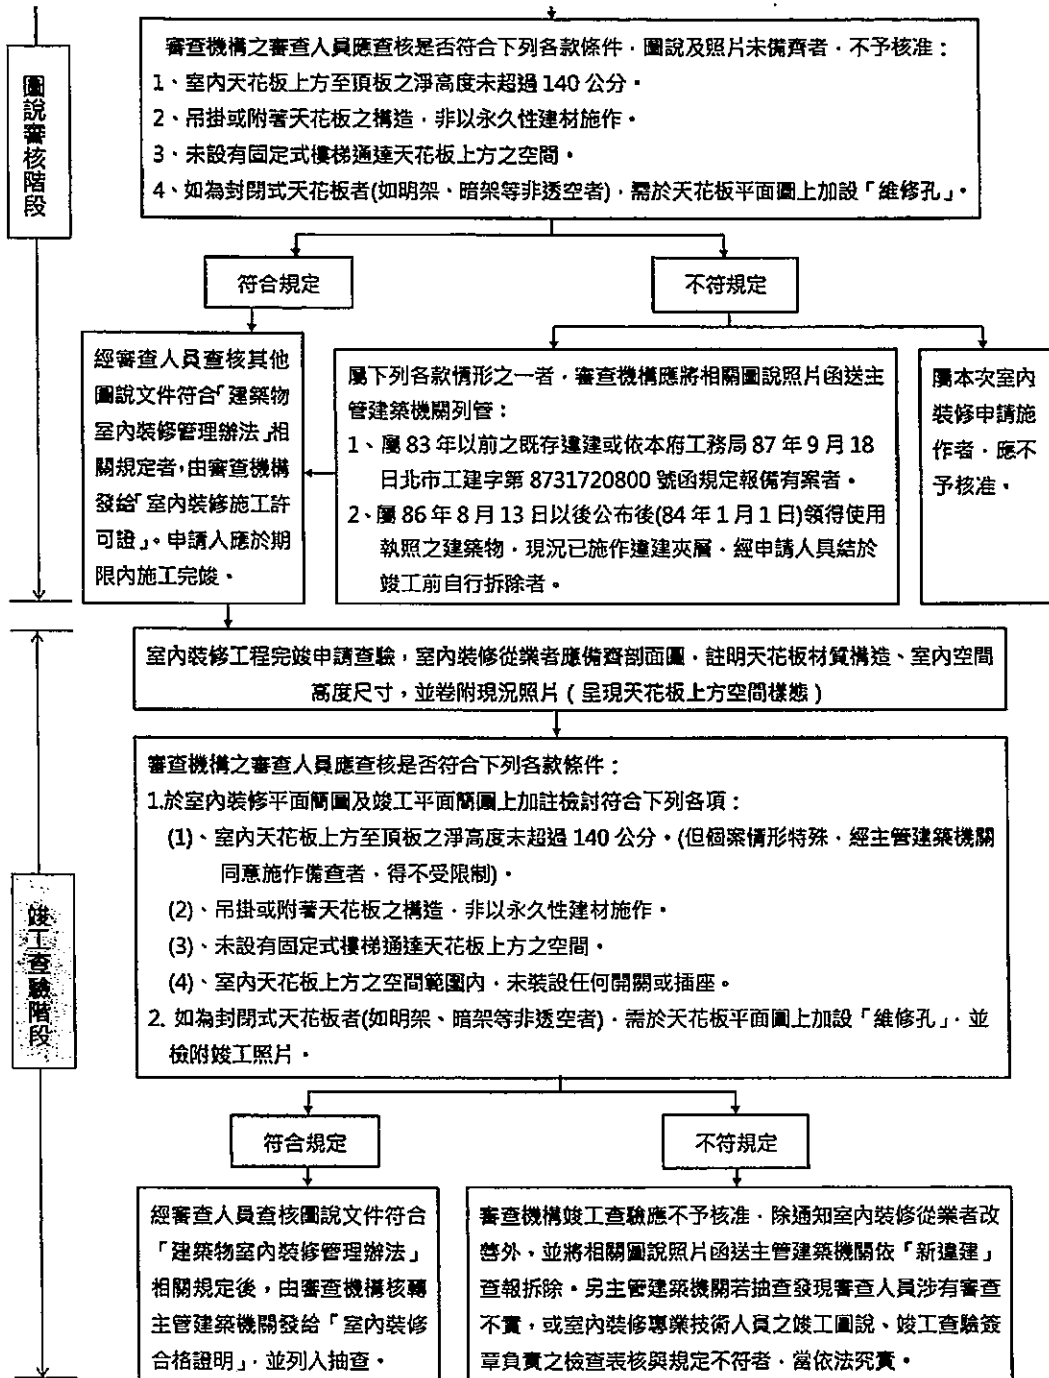 圖說審核階段
審查機構之審查人員應查核是否符合下列各款條件，圖說及照片未備齊者，不予核准：
1、室內天花板上方至頂板之淨高度未超過 140 公分。
2、吊掛或附著天花板之構造，非以永久性建材施作。
3、未設有固定式樓梯通達天花板上方之空間。
4、如為封閉式天花板者(如明架、暗架等非透空者)，需於天花板平面圖上加設「維修孔」。
符合規定
不符規定
經審查人員查核其他
圖說文件符合「建築物
室內裝修管理辦法」相
關規定者，由審查機構
發給「室內裝修施工許
可證」。申請人應於期
限內施工完竣。
屬下列各款情形之一者，審查機構應將相關圖說照片函送主
管建築機關列管：
1、屬 83 年以前之既存違建或依本府工務局 87 年 9 月 18
日北市工建字第 8731720800 號函規定報備有案者。
2、屬 86 年 8 月 13 日以後公布後(84 年 1 月 1 日)領得使用
執照之建築物，現況已施作違建夾層，經申請人具結於
竣工前自行拆除者。
屬本次室內
裝修申請施
作者，應不
予核准。
竣工查驗階段
室內裝修工程完竣申請查驗，室內裝修從業者應備齊剖面圖，註明天花板材質構造、室內空間
高度尺寸，並卷附現況照片（呈現天花板上方空間樣態）
審查機構之審查人員應查核是否符合下列各款條件：
1.於室內裝修平面簡圖及竣工平面簡圖上加註檢討符合下列各項：
(1)、室內天花板上方至頂板之淨高度未超過 140 公分。(但個案情形特殊，經主管建築機關
同意施作備查者，得不受限制)。
(2)、吊掛或附著天花板之構造，非以永久性建材施作。
(3)、未設有固定式樓梯通達天花板上方之空間。
(4)、室內天花板上方之空間範圍內，未裝設任何開關或插座。
2. 如為封閉式天花板者(如明架、暗架等非透空者)，需於天花板平面圖上加設「維修孔」，並
檢附竣工照片。
符合規定
不符規定
經審查人員查核圖說文件符合
「建築物室內裝修管理辦法」
相關規定後，由審查機構核轉
主管建築機關發給「室內裝修
合格證明」，並列入抽查。
審查機構竣工查驗應不予核准，除通知室內裝修從業者改
善外，並將相關圖說照片函送主管建築機關依「新違建」
查報拆除。另主管建築機關若抽查發現審查人員涉有審查
不實，或室內裝修專業技術人員之竣工圖說、竣工查驗簽
章負責之檢查表核與規定不符者，當依法究責。